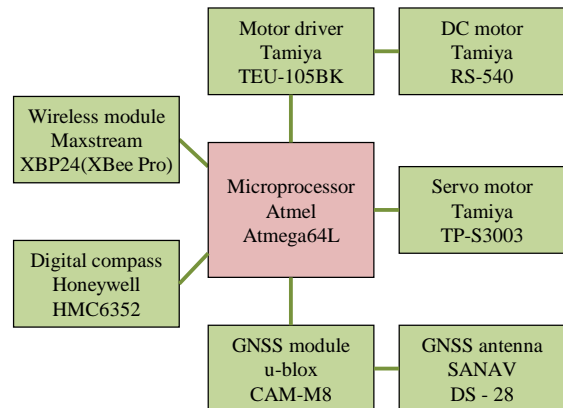 Motor driver
Tamiya
TEU-105BK
DC motor
Tamiya
RS-540
Wireless module
Maxstream
XBP24(XBee Pro)
Microprocessor
Atmel
Atmega64L
Servo motor
Tamiya
TP-S3003
Digital compass
Honeywell
HMC6352
GNSS module
u-blox
CAM-M8
GNSS antenna
SANAV
DS - 28